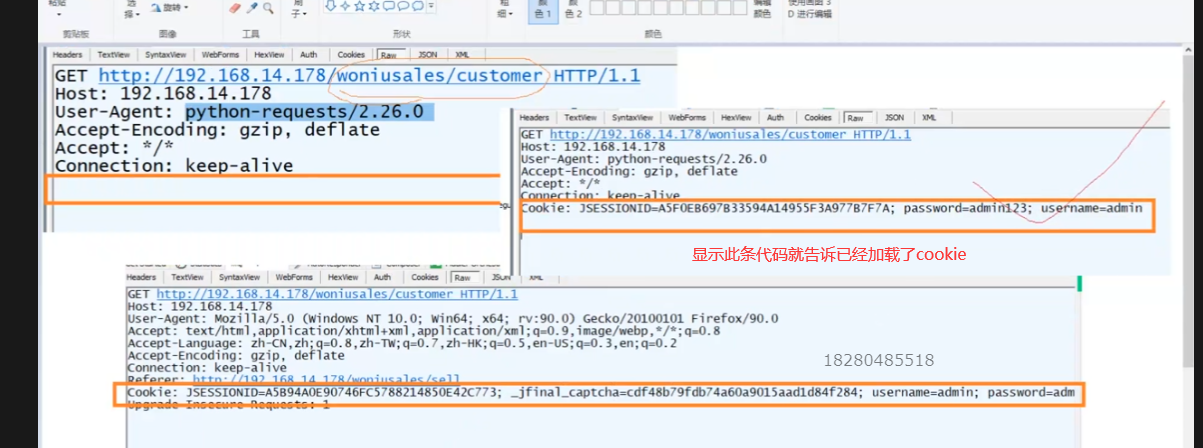 粘贴
选
择
旋转
工具
刷
子
粗
细
颜
色 1
颜
色 2
编辑
颜色
使用画图 3
D 进行编辑
剪贴板
图像
工具
形状
颜色
Headers TextView SyntaxView WebForms HexView Auth Cookies Raw JSON XML
GET http://192.168.14.178/woniusales/customer HTTP/1.1
Host: 192.168.14.178
User-Agent: python-requests/2.26.0
Accept-Encoding: gzip, deflate
Accept: */*
Connection: keep-alive
Headers TextView SyntaxView WebForms HexView Auth Cookies Raw JSON XML
GET http://192.168.14.178/woniusales/customer HTTP/1.1
Host: 192.168.14.178
User-Agent: python-requests/2.26.0
Accept-Encoding: gzip, deflate
Accept: */*
Connection: keep-alive
Cookie: JSESSIONID=A5F0EB697B33594A14955F3A977B7F7A; password=admin123; username=admin
显示此条代码就告诉已经加载了cookie
Headers TextView SyntaxView WebForms HexView Auth Cookies Raw JSON XML
GET http://192.168.14.178/woniusales/customer HTTP/1.1
Host: 192.168.14.178
User-Agent: Mozilla/5.0 (Windows NT 10.0; Win64; x64; rv:90.0) Gecko/20100101 Firefox/90.0
Accept: text/html,application/xhtml+xml,application/xml;q=0.9,image/webp,*/*;q=0.8
Accept-Language: zh-CN,zh;q=0.8,zh-TW;q=0.7,zh-HK;q=0.5,en-US;q=0.3,en;q=0.2
Accept-Encoding: gzip, deflate
Connection: keep-alive
Referer: http://192.168.14.178/woniusales/sell
Cookie: JSESSIONID=A5B94A0E90746FC5788214850E42C773; _jfinal_captcha=cdf48b79fdb74a60a9015aad1d84f284; username=admin; password=adm
Upgrade-Insecure-Requests: 1
18280485518